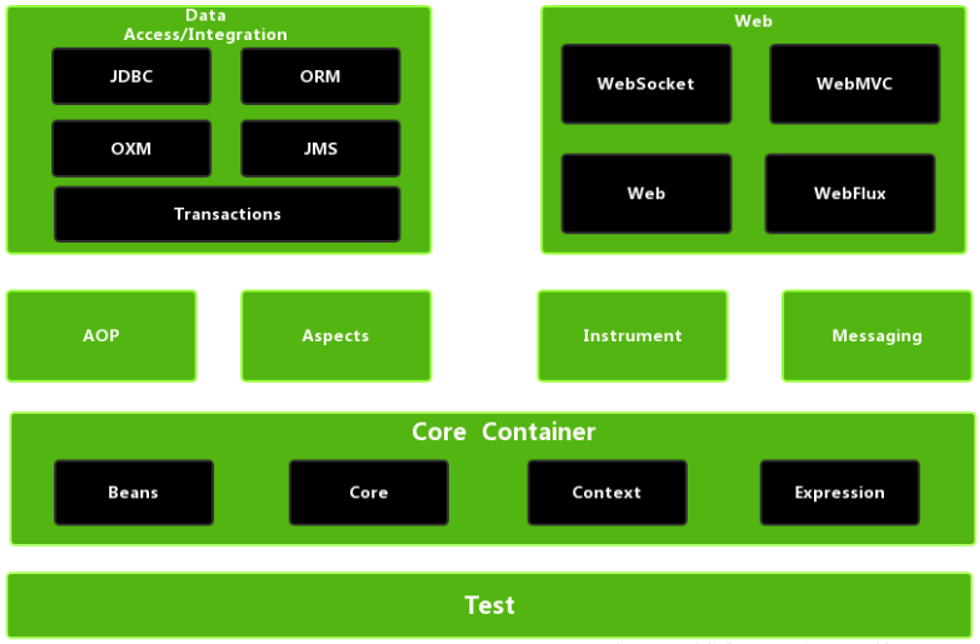 Data
Access/Integration
JDBC
ORM
OXM
JMS
Transactions
Web
WebSocket
WebMVC
Web
WebFlux
AOP
Aspects
Instrument
Messaging
Core Container
Beans
Core
Context
Expression
Test